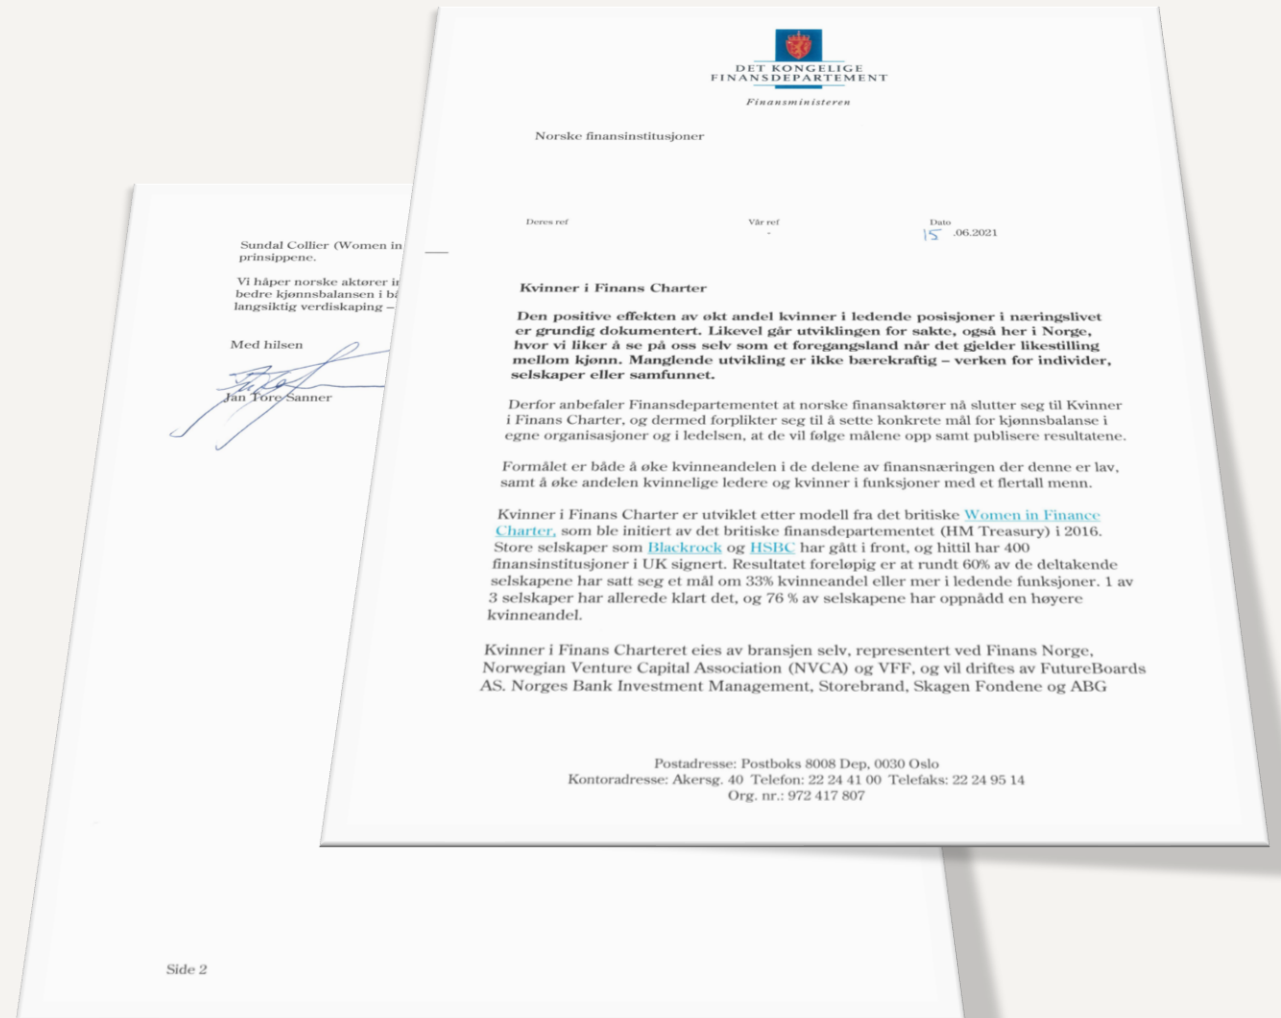 DET KONGELIGE
FINANSDEPARTEMENT
Finansministeren
Norske finansinstitusjoner
Deres ref
Vår ref
-
Dato
15 .06.2021
Kvinner i Finans Charter
Den positive effekten av økt andel kvinner i ledende posisjoner i næringslivet
er grundig dokumentert. Likevel går utviklingen for sakte, også her i Norge,
hvor vi liker å se på oss selv som et foregangsland når det gjelder likestilling
mellom kjønn. Manglende utvikling er ikke bærekraftig – verken for individer,
selskaper eller samfunnet.
Derfor anbefaler Finansdepartementet at norske finansaktører nå slutter seg til Kvinner
i Finans Charter, og dermed forplikter seg til å sette konkrete mål for kjønnsbalanse i
egne organisasjoner og i ledelsen, at de vil følge målene opp samt publisere resultatene.
Formålet er både å øke kvinneandelen i de delene av finansnæringen der denne er lav,
samt å øke andelen kvinnelige ledere og kvinner i funksjoner med et flertall menn.
Kvinner i Finans Charter er utviklet etter modell fra det britiske Women in Finance
Charter, som ble initiert av det britiske finansdepartementet (HM Treasury) i 2016.
Store selskaper som Blackrock og HSBC har gått i front, og hittil har 400
finansinstitusjoner i UK signert. Resultatet foreløpig er at rundt 60% av de deltakende
selskapene har satt seg et mål om 33% kvinneandel eller mer i ledende funksjoner. 1 av
3 selskaper har allerede klart det, og 76 % av selskapene har oppnådd en høyere
kvinneandel.
Kvinner i Finans Charteret eies av bransjen selv, representert ved Finans Norge,
Norwegian Venture Capital Association (NVCA) og VFF, og vil driftes av FutureBoards
AS. Norges Bank Investment Management, Storebrand, Skagen Fondene og ABG
Postadresse: Postboks 8008 Dep, 0030 Oslo
Kontoradresse: Akersg. 40 Telefon: 22 24 41 00 Telefaks: 22 24 95 14
Org. nr.: 972 417 807
Sundal Collier (Women in
prinsippene.
Vi håper norske aktører
bedre kjønnsbalansen i
langsiktig verdiskaping –
Med hilsen
Jan Tore Sanner
Side 2